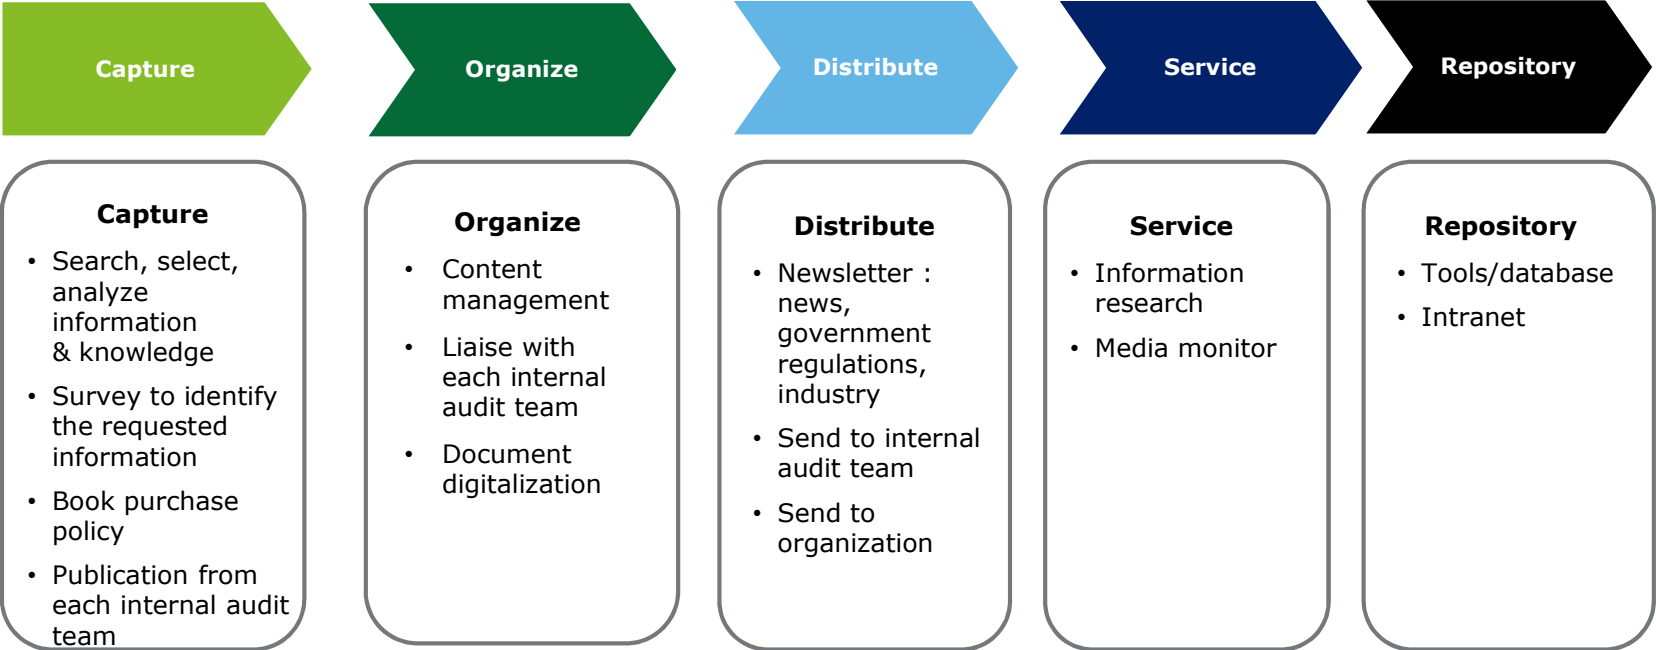 Capture
Organize
Distribute
Service
Repository
Capture
• Search, select,
analyze
information
& knowledge
• Survey to identify
the requested
information
• Book purchase
policy
• Publication from
each internal audit
team
Organize
• Content
management
• Liaise with
each internal
audit team
• Document
digitalization
Distribute
• Newsletter :
news,
government
regulations,
industry
• Send to internal
audit team
• Send to
organization
Service
• Information
research
• Media monitor
Repository
• Tools/database
• Intranet